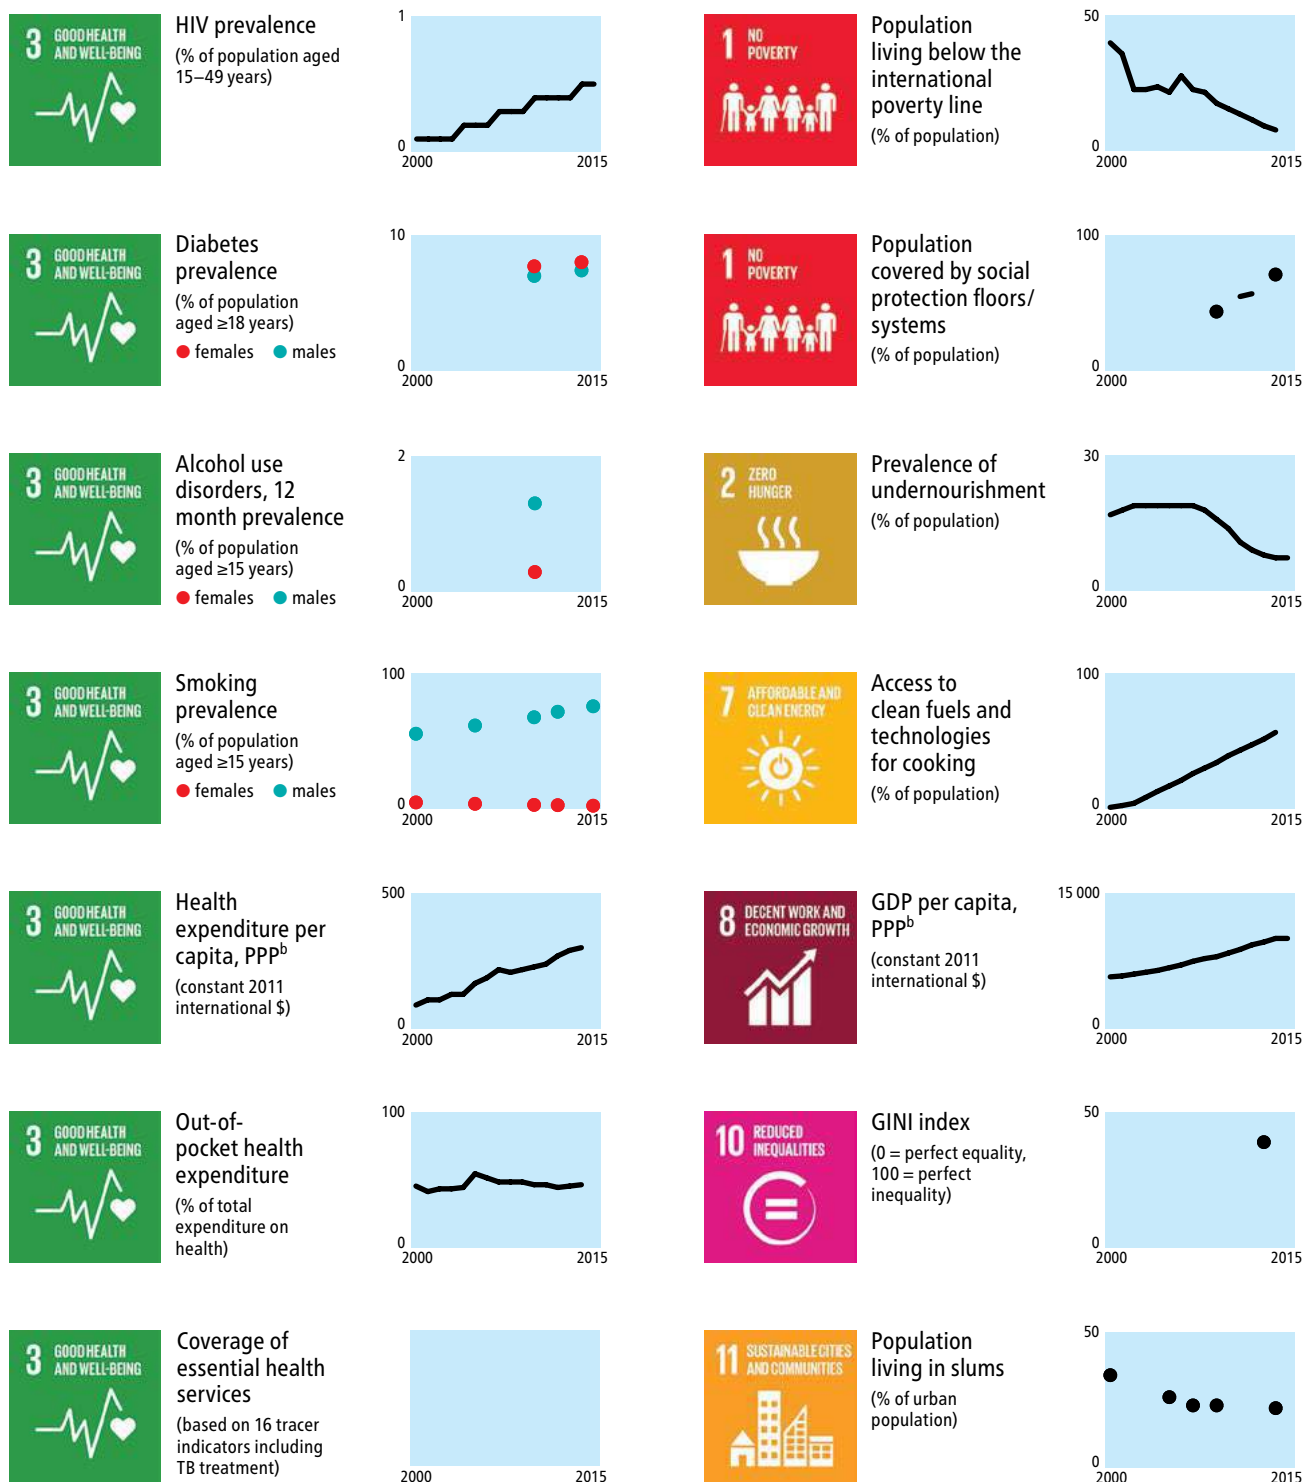 3 GOOD HEALTH
AND WELL-BEING
HIV prevalence
(% of population aged
15–49 years)
1
0
2000
2015
1 NO
POVERTY
Population
living below the
international
poverty line
(% of population)
50
0
2000
2015
3 GOOD HEALTH
AND WELL-BEING
Diabetes
prevalence
(% of population
aged ≥18 years)
females males
10
0
2000
2015
1 NO
POVERTY
Population
covered by social
protection floors/
systems
(% of population)
100
0
2000
2015
3 GOOD HEALTH
AND WELL-BEING
Alcohol use
disorders, 12
month prevalence
(% of population
aged ≥15 years)
females males
2
0
2000
2015
2 ZERO
HUNGER
Prevalence of
undernourishment
(% of population)
30
0
2000
2015
3 GOOD HEALTH
AND WELL-BEING
Smoking
prevalence
(% of population
aged ≥15 years)
females males
100
0
2000
2015
7 AFFORDABLE AND
CLEAN ENERGY
Access to
clean fuels and
technologies
for cooking
(% of population)
100
0
2000
2015
3 GOOD HEALTH
AND WELL-BEING
Health
expenditure per
capita, PPPb
(constant 2011
international $)
500
0
2000
2015
8 DECENT WORK AND
ECONOMIC GROWTH
GDP per capita,
PPPb
(constant 2011
international $)
15 000
0
2000
2015
3 GOOD HEALTH
AND WELL-BEING
Out-of-
pocket health
expenditure
(% of total
expenditure on
health)
100
0
2000
2015
10 REDUCED
INEQUALITIES
GINI index
(0 = perfect equality,
100 = perfect
inequality)
50
0
2000
2015
3 GOOD HEALTH
AND WELL-BEING
Coverage of
essential health
services
(based on 16 tracer
indicators including
TB treatment)
2000
2015
11 SUSTAINABLE CITIES
AND COMMUNITIES
Population
living in slums
(% of urban
population)
50
0
2000
2015